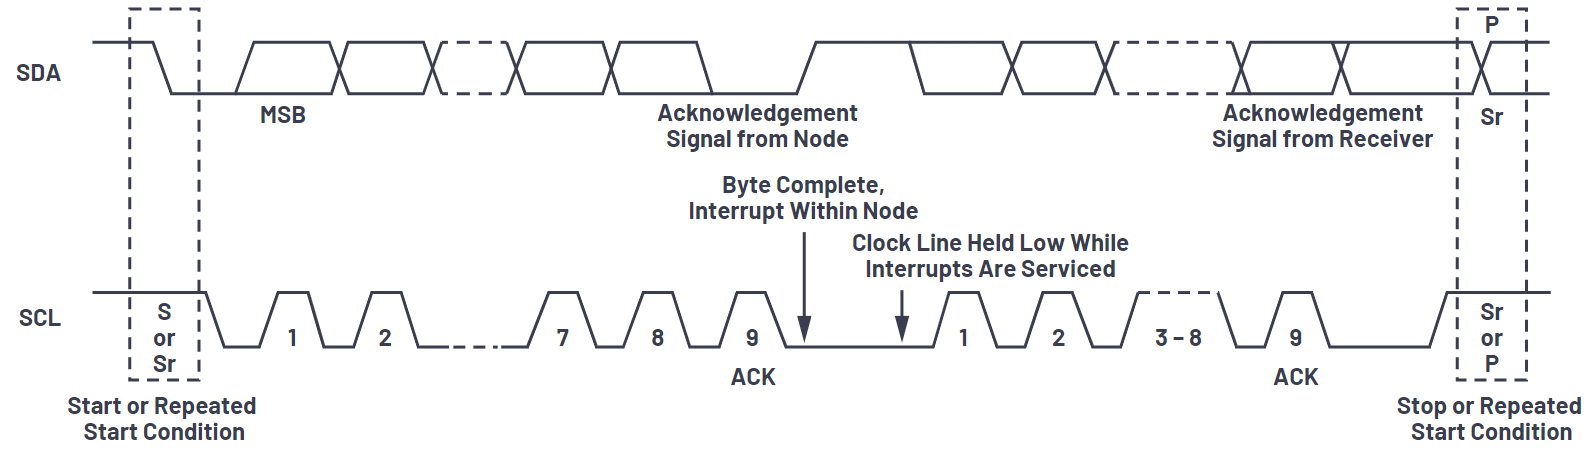 P
SDA
MSB
Acknowledgement
Signal from Node
Acknowledgement
Signal from Receiver
Sr
Byte Complete,
Interrupt Within Node
Clock Line Held Low While
Interrupts Are Serviced
SCL
S
or
Sr
1
2
7
8
9
1
2
3 – 8
9
Sr
or
P
ACK
ACK
Start or Repeated
Start Condition
Stop or Repeated
Start Condition